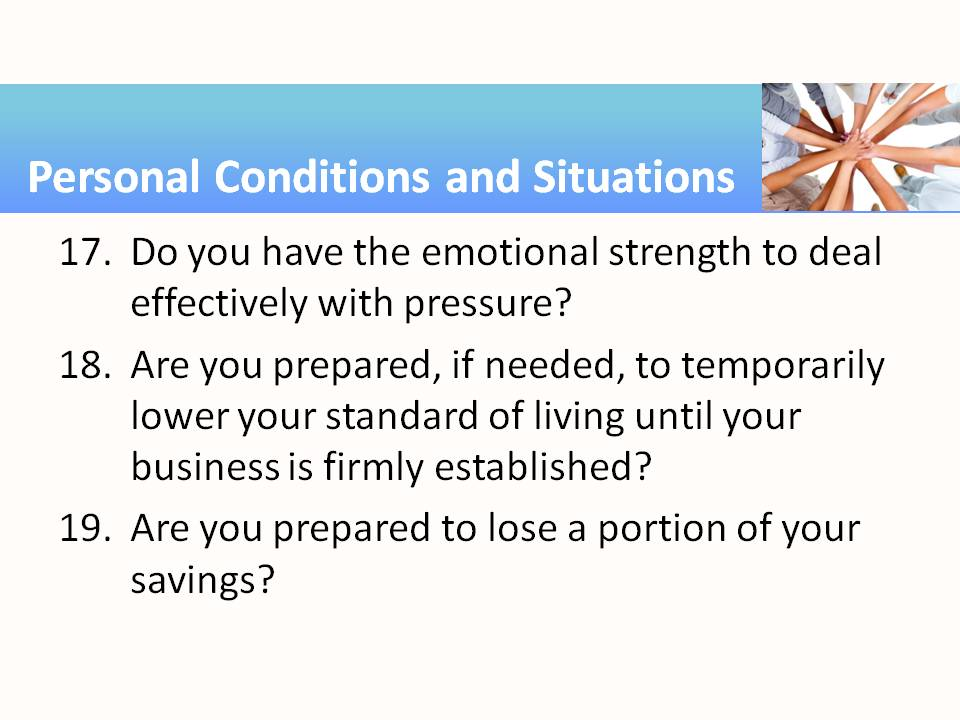 Personal Conditions and Situations
17. Do you have the emotional strength to deal
effectively with pressure?
18. Are you prepared, if needed, to temporarily
lower your standard of living until your
business is firmly established?
19. Are you prepared to lose a portion of your
savings?